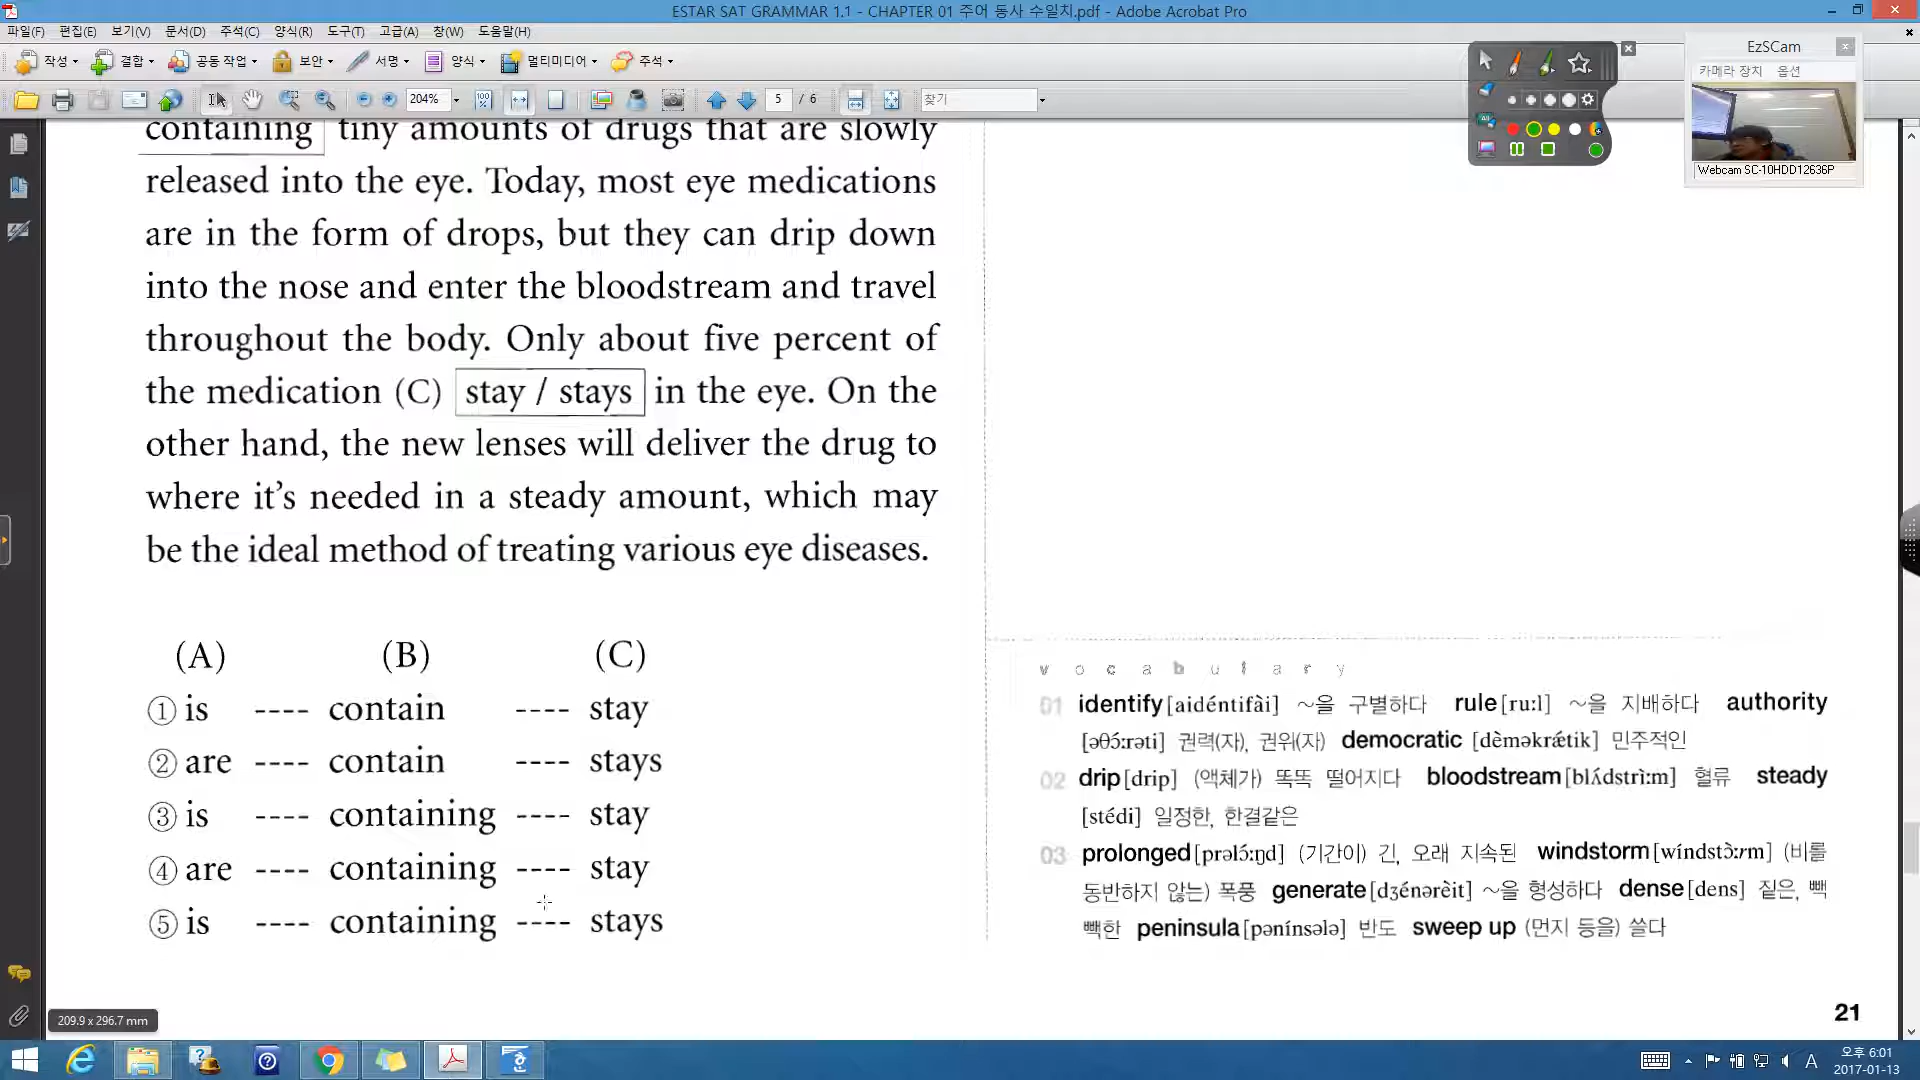 ESTAR SAT GRAMMAR 1.1 - CHAPTER 01 주어 동사 수일치.pdf - Adobe Acrobat Pro
파일(F) 편집(E) 보기(V) 문서(D) 주석(C) 양식(R) 도구(T) 고급(A) 창(W) 도움말(H)
작성 결합 공동 작업 보안 서명 양식 멀티미디어 주석
204% 5 / 6 찾기
EzSCam
카메라 장치 옵션
Webcam SC-10HDD12636P
containing tiny amounts of drugs that are slowly
released into the eye. Today, most eye medications
are in the form of drops, but they can drip down
into the nose and enter the bloodstream and travel
throughout the body. Only about five percent of
the medication (C) stay / stays in the eye. On the
other hand, the new lenses will deliver the drug to
where it's needed in a steady amount, which may
be the ideal method of treating various eye diseases.
(A) (B) (C)
① is ---- contain ---- stay
② are ---- contain ---- stays
③ is ---- containing ---- stay
④ are ---- containing ---- stay
⑤ is ---- containing ---- stays
vocabulary
01 identify[aidéntifài] ~을 구별하다 rule[ru:l] ~을 지배하다 authority
[əθɔ́:rəti] 권력(자), 권위(자) democratic [dèməkrǽtik] 민주적인
02 drip[drip] (액체가) 똑똑 떨어지다 bloodstream[blʌ́dstrì:m] 혈류 steady
[stédi] 일정한, 한결같은
03 prolonged[prəlɔ́:ŋd] (기간이) 긴, 오래 지속된 windstorm[wíndstɔ̀:rm] (비를
동반하지 않는) 폭풍 generate[dʒénərèit] ~을 형성하다 dense[dens] 짙은, 빽
빽한 peninsula[pənínsələ] 반도 sweep up (먼지 등을) 쓸다
21
209.9 x 296.7 mm
A
오후 6:01
2017-01-13